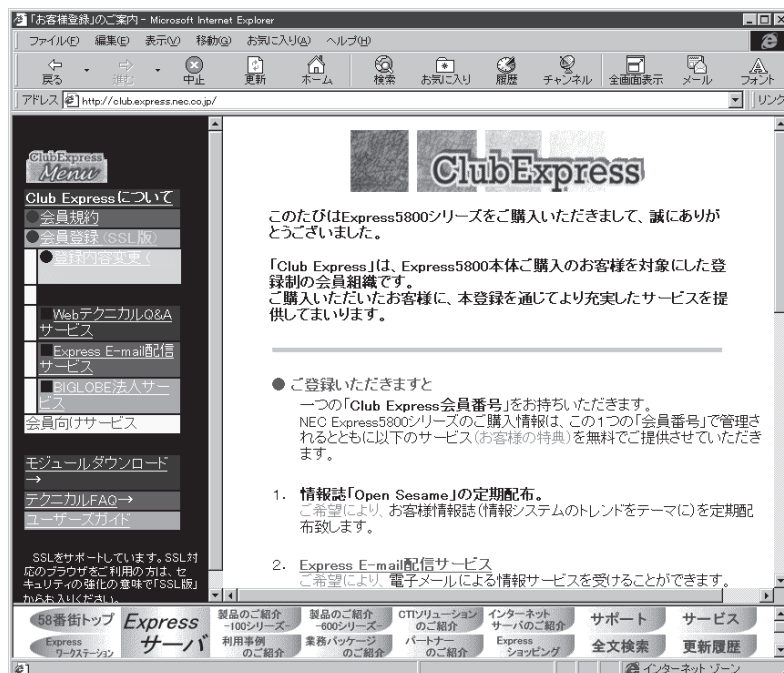 「お客様登録」のご案内 - Microsoft Internet Explorer
ファイル(F) 編集(E) 表示(V) 移動(G) お気に入り(A) ヘルプ(H)
戻る 進む 中止 更新 ホーム 検索 お気に入り 履歴 チャンネル 全画面表示 メール フォント
アドレス http://club.express.nec.co.jp/ リンク
ClubExpress
Menu
Club Expressについて
●会員規約
●会員登録(SSL版)
●登録内容変更(
■WebテクニカルQ&A
サービス
■Express E-mail配信
サービス
■BIGLOBE法人サー
ビス
会員向けサービス
モジュールダウンロード
→
テクニカルFAQ→
ユーザーズガイド
SSLをサポートしています。SSL対
応のブラウザをご利用の方は、セ
キュリティの強化の意味で「SSL版」
からお入りください。
ClubExpress
このたびはExpress5800シリーズをご購入いただきまして、誠にありが
とうございました。
「Club Express」は、Express5800本体ご購入のお客様を対象にした登
録制の会員組織です。
ご購入いただいたお客様に、本登録を通じてより充実したサービスを提
供してまいります。
● ご登録いただきますと
一つの「Club Express会員番号」をお持ちいただきます。
NEC Express5800シリーズのご購入情報は、この1つの「会員番号」で管理さ
れるとともに以下のサービス(お客様の特典)を無料でご提供させていただき
ます。
1. 情報誌「Open Sesame」の定期配布。
ご希望により、お客様情報誌(情報システムのトレンドをテーマに)を定期配
布致します。
2. Express E-mail配信サービス
ご希望により、電子メールによる情報サービスを受けることができます。
58番街トップ Express 製品のご紹介 -100シリーズ- 製品のご紹介 -600シリーズ- CTIソリューションのご紹介 インターネットサーバのご紹介 サポート サービス
Express ワークステーション サーバ 利用事例のご紹介 業務パッケージのご紹介 パートナーのご紹介 Express ショッピング 全文検索 更新履歴
インターネット ゾーン